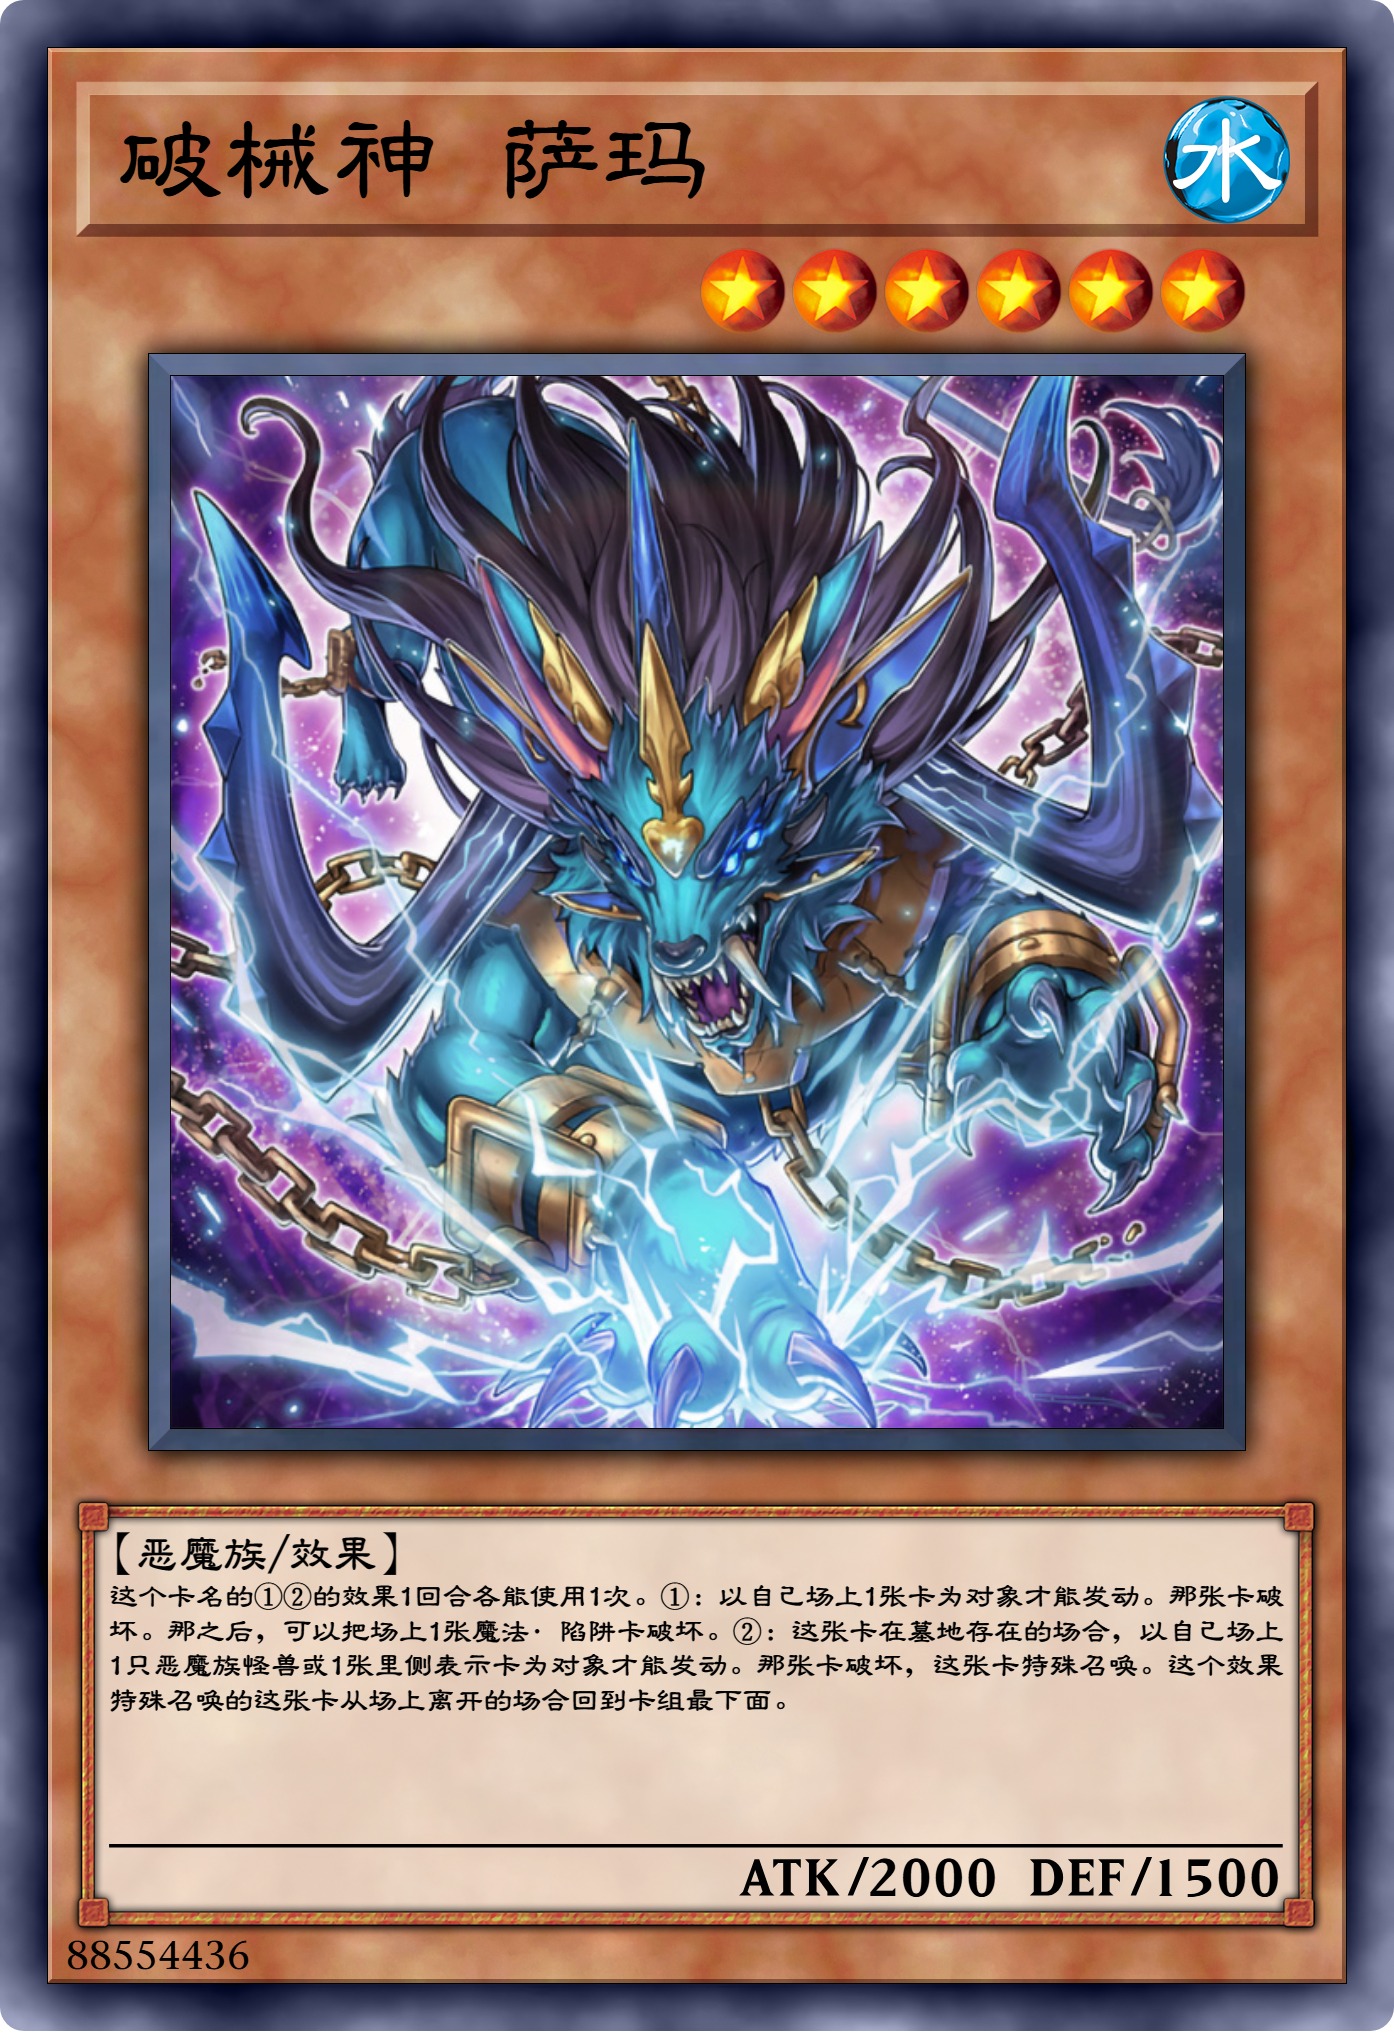 破械神 萨玛
水
【恶魔族/效果】
这个卡名的①②的效果1回合各能使用1次。①：以自己场上1张卡为对象才能发动。那张卡破
坏。那之后，可以把场上1张魔法·陷阱卡破坏。②：这张卡在墓地存在的场合，以自己场上
1只恶魔族怪兽或1张里侧表示卡为对象才能发动。那张卡破坏，这张卡特殊召唤。这个效果
特殊召唤的这张卡从场上离开的场合回到卡组最下面。
ATK/2000 DEF/1500
88554436